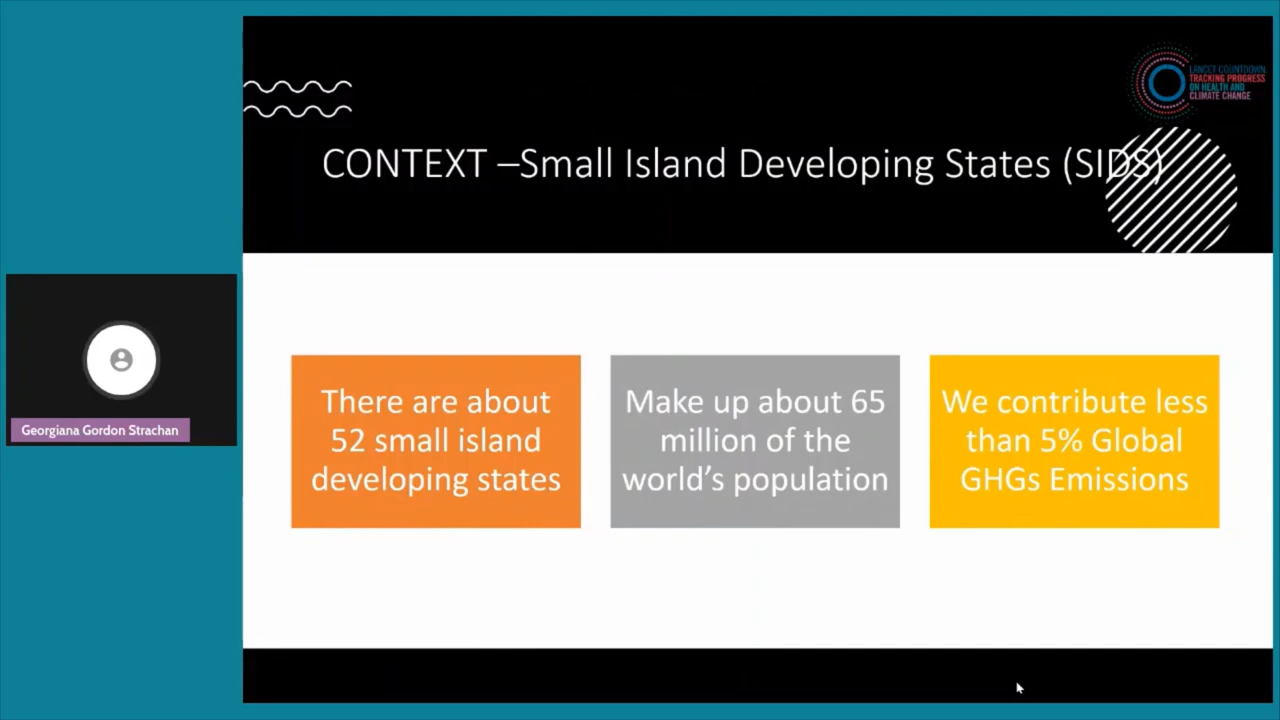 LANCET COUNTDOWN
TRACKING PROGRESS
ON HEALTH AND
CLIMATE CHANGE
CONTEXT –Small Island Developing States (SIDS)
There are about
52 small island
developing states
Make up about 65
million of the
world’s population
We contribute less
than 5% Global
GHGs Emissions
Georgiana Gordon Strachan